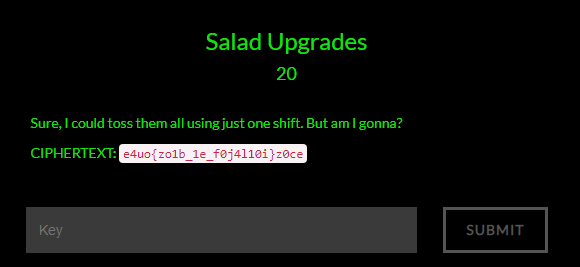 Salad Upgrades
20
Sure, I could toss them all using just one shift. But am I gonna?
CIPHERTEXT: e4uo{zo1b_1e_f0j4l10i}z0ce
Key
SUBMIT